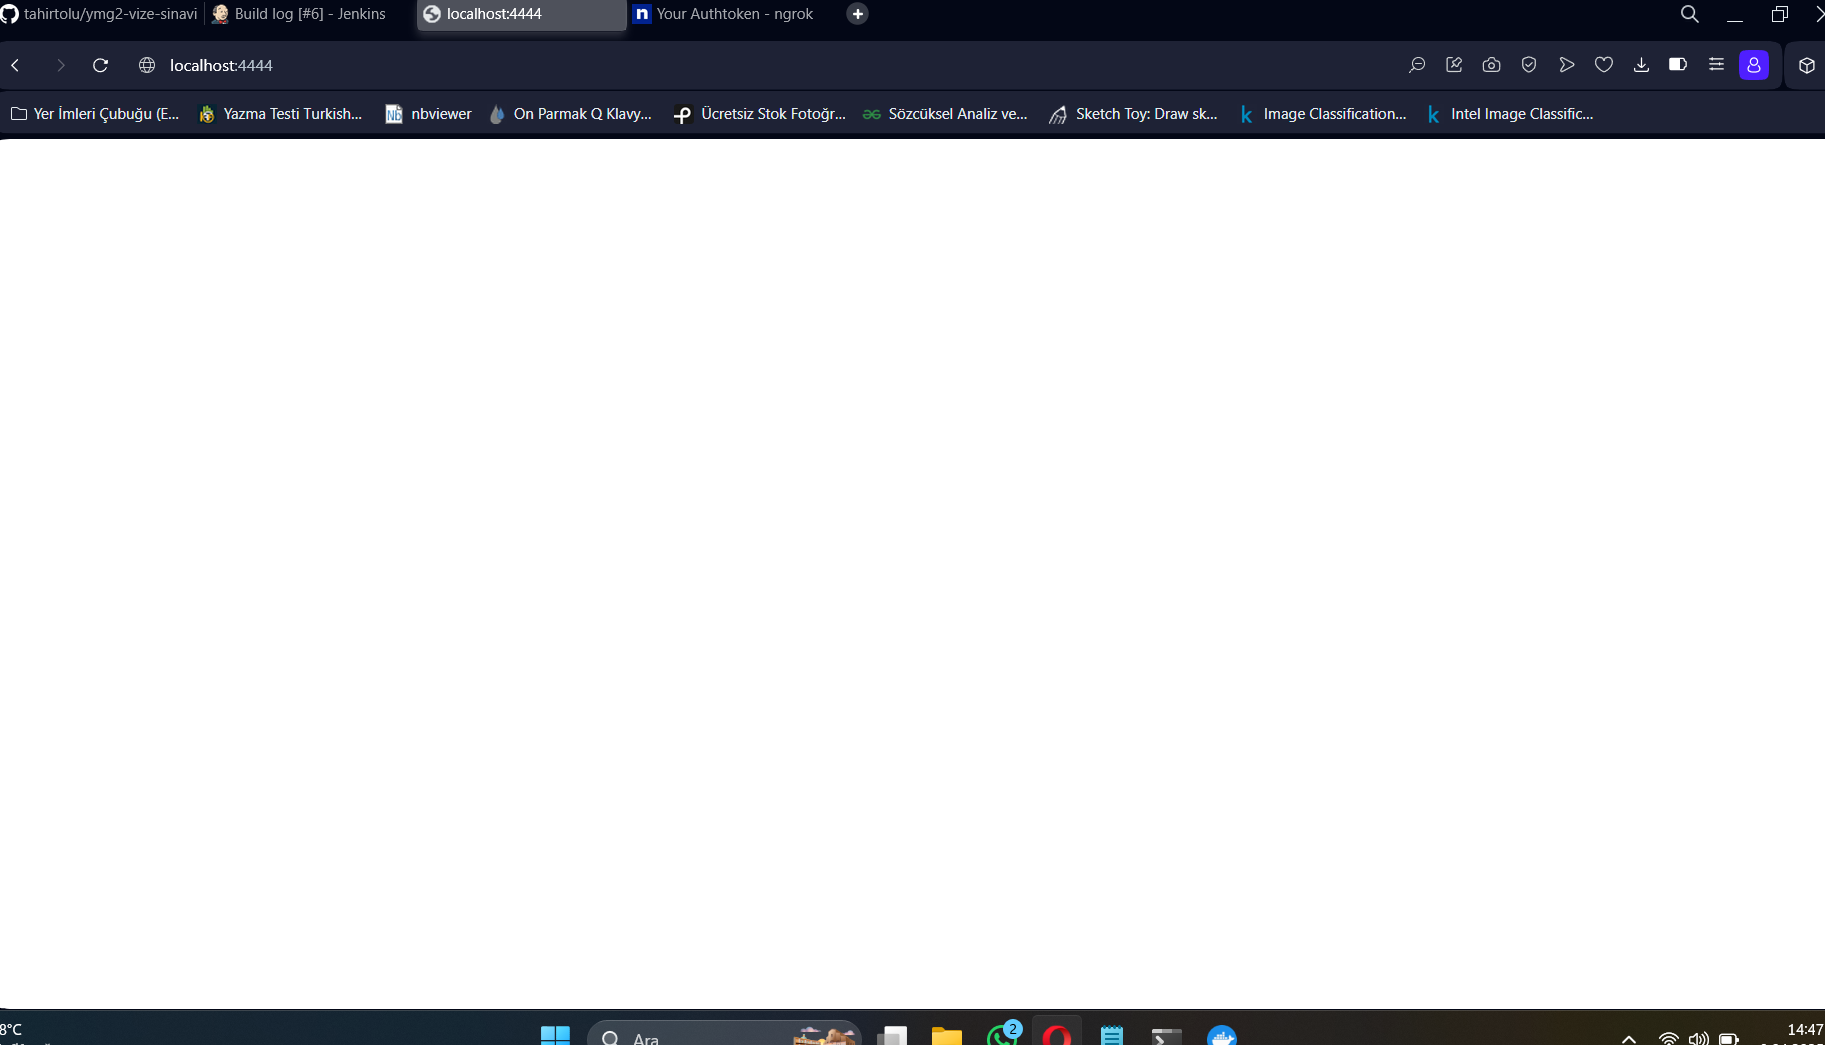 tahirtolu/ymg2-vize-sinavi Build log [#6] - Jenkins localhost:4444 Your Authtoken - ngrok
localhost:4444
Yer İmleri Çubuğu (E... Yazma Testi Turkish... nbviewer On Parmak Q Klavy... Ücretsiz Stok Fotoğr... Sözcüksel Analiz ve... Sketch Toy: Draw sk... Image Classification... Intel Image Classific...
8°C
Ara
2
14:47